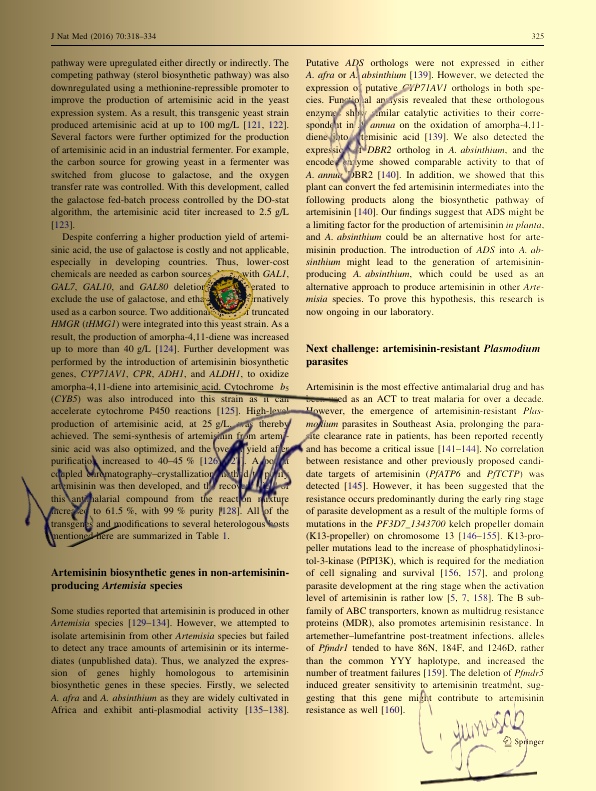 J Nat Med (2016) 70:318–334
325
pathway were upregulated either directly or indirectly. The
competing pathway (sterol biosynthetic pathway) was also
downregulated using a methionine-repressible promoter to
improve the production of artemisinic acid in the yeast
expression system. As a result, this transgenic yeast strain
produced artemisinic acid at up to 100 mg/L [121, 122].
Several factors were further optimized for the production
of artemisinic acid in an industrial fermenter. For example,
the carbon source for growing yeast in a fermenter was
switched from glucose to galactose, and the oxygen
transfer rate was controlled. With this development, called
the galactose fed-batch process controlled by the DO-stat
algorithm, the artemisinic acid titer increased to 2.5 g/L
[123].
Despite conferring a higher production yield of artemi-
sinic acid, the use of galactose is costly and not applicable,
especially in developing countries. Thus, lower-cost
chemicals are needed as carbon sources with GAL1,
GAL7, GAL10, and GAL80 deletion
exclude the use of galactose, and
used as a carbon source. Two additional truncated
HMGR (tHMG1) were integrated into this yeast strain. As a
result, the production of amorpha-4,11-diene was increased
up to more than 40 g/L [124]. Further development was
performed by the introduction of artemisinin biosynthetic
genes, CYP71AV1, CPR, ADH1, and ALDH1, to oxidize
amorpha-4,11-diene into artemisinic acid. Cytochrome b5
(CYB5) was also introduced into this strain as it can
accelerate cytochrome P450 reactions [125]. High-level
production of artemisinic acid, at 25 g/L, was thereby
achieved. The semi-synthesis of artemisinin from artemi-
sinic acid was also optimized, and the overall yield after
purification increased to 40–45 %
coupled chromatography–crystallization
artemisinin was then developed, and the
this antimalarial compound from the reaction mixture
increased to 61.5 %, with 99 % purity [128]. All of the
transgenes and modifications to several heterologous hosts
mentioned here are summarized in Table 1.
Artemisinin biosynthetic genes in non-artemisinin-
producing Artemisia species
Some studies reported that artemisinin is produced in other
Artemisia species [129–134]. However, we attempted to
isolate artemisinin from other Artemisia species but failed
to detect any trace amounts of artemisinin or its interme-
diates (unpublished data). Thus, we analyzed the expres-
sion of genes highly homologous to artemisinin
biosynthetic genes in these species. Firstly, we selected
A. afra and A. absinthium as they are widely cultivated in
Africa and exhibit anti-plasmodial activity [135–138].
Putative ADS orthologs were not expressed in either
A. afra or A. absinthium [139]. However, we detected the
expression of putative CYP71AV1 orthologs in both spe-
cies. Functional analysis revealed that these orthologous
enzymes show similar catalytic activities to their corre-
spondent in A. annua on the oxidation of amorpha-4,11-
diene into artemisinic acid [139]. We also detected the
expression of DBR2 ortholog in A. absinthium, and the
encoded enzyme showed comparable activity to that of
A. annua DBR2 [140]. In addition, we showed that this
plant can convert the fed artemisinin intermediates into the
following products along the biosynthetic pathway of
artemisinin [140]. Our findings suggest that ADS might be
a limiting factor for the production of artemisinin in planta,
and A. absinthium could be an alternative host for arte-
misinin production. The introduction of ADS into A. ab-
sinthium might lead to the generation of artemisinin-
producing A. absinthium, which could be used as an
alternative approach to produce artemisinin in other Arte-
misia species. To prove this hypothesis, this research is
now ongoing in our laboratory.
Next challenge: artemisinin-resistant Plasmodium
parasites
Artemisinin is the most effective antimalarial drug and has
been used as an ACT to treat malaria for over a decade.
However, the emergence of artemisinin-resistant Plas-
modium parasites in Southeast Asia, prolonging the para-
site clearance rate in patients, has been reported recently
and has become a critical issue [141–144]. No correlation
between resistance and other previously proposed candi-
date targets of artemisinin (PfATP6 and PfTCTP) was
detected [145]. However, it has been suggested that the
resistance occurs predominantly during the early ring stage
of parasite development as a result of the multiple forms of
mutations in the PF3D7_1343700 kelch propeller domain
(K13-propeller) on chromosome 13 [146–155]. K13-pro-
peller mutations lead to the increase of phosphatidylinosi-
tol-3-kinase (PfPI3K), which is required for the mediation
of cell signaling and survival [156, 157], and prolong
parasite development at the ring stage when the activation
level of artemisinin is rather low [5, 7, 158]. The B sub-
family of ABC transporters, known as multidrug resistance
proteins (MDR), also promotes artemisinin resistance. In
artemether–lumefantrine post-treatment infections, alleles
of Pfmdr1 tended to have 86N, 184F, and 1246D, rather
than the common YYY haplotype, and increased the
number of treatment failures [159]. The deletion of Pfmdr5
induced greater sensitivity to artemisinin treatment, sug-
gesting that this gene might contribute to artemisinin
resistance as well [160].
Springer